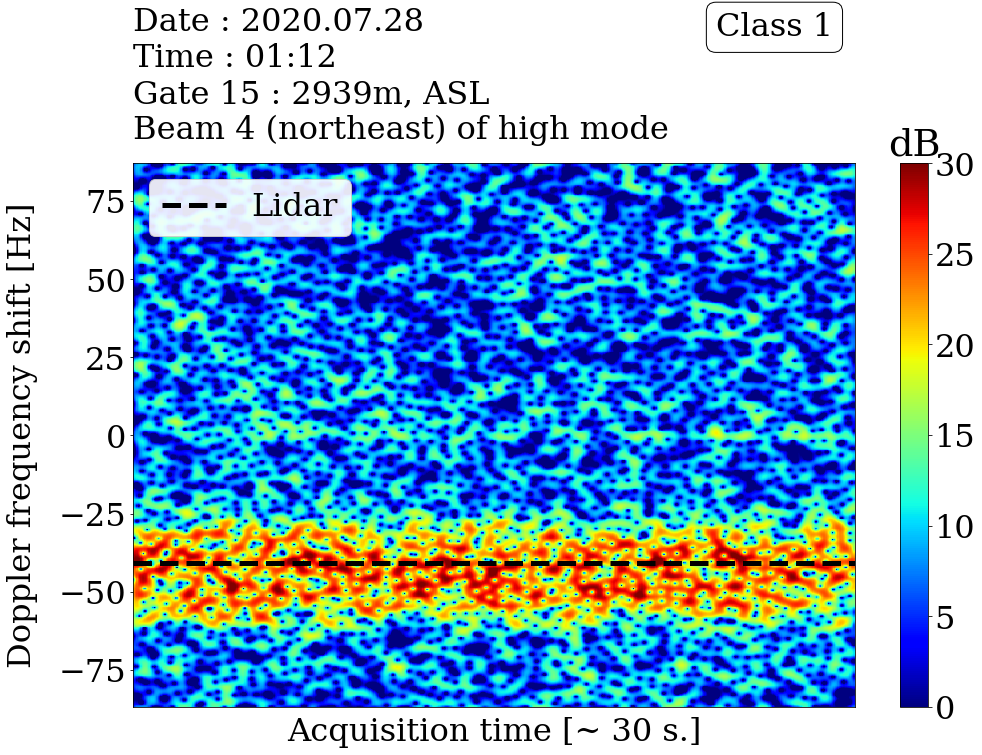 Date : 2020.07.28
Time : 01:12
Gate 15 : 2939m, ASL
Beam 4 (northeast) of high mode
Class 1
dB
Lidar
Doppler frequency shift [Hz]
75
50
25
0
−25
−50
−75
30
25
20
15
10
5
0
Acquisition time [~ 30 s.]